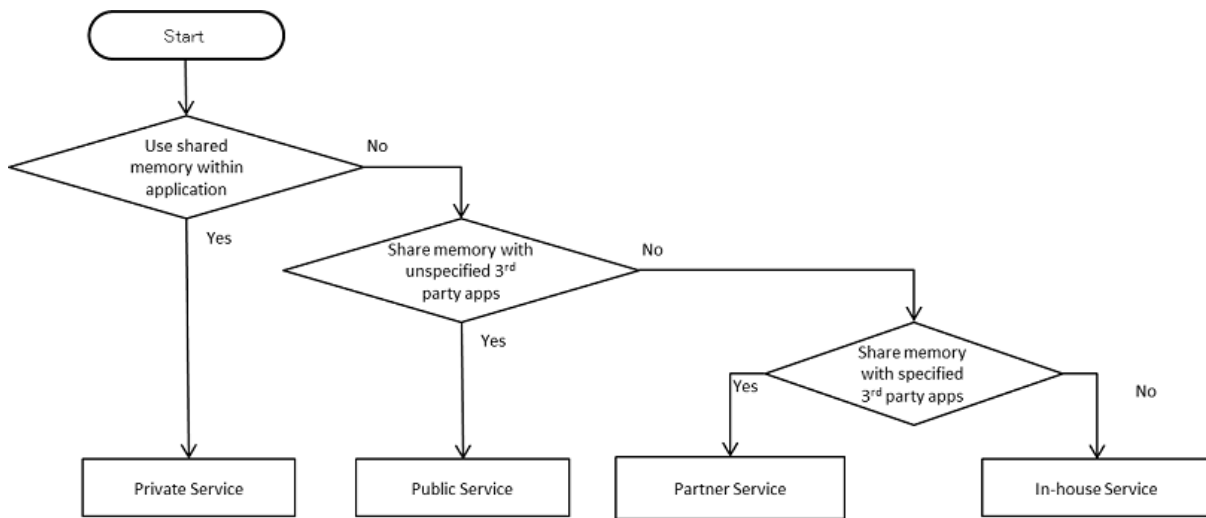 Start
Use shared
memory within
application
No
Yes
Share memory with
unspecified 3rd
party apps
No
Yes
Share memory
with specified
3rd party apps
Yes
No
Private Service
Public Service
Partner Service
In-house Service